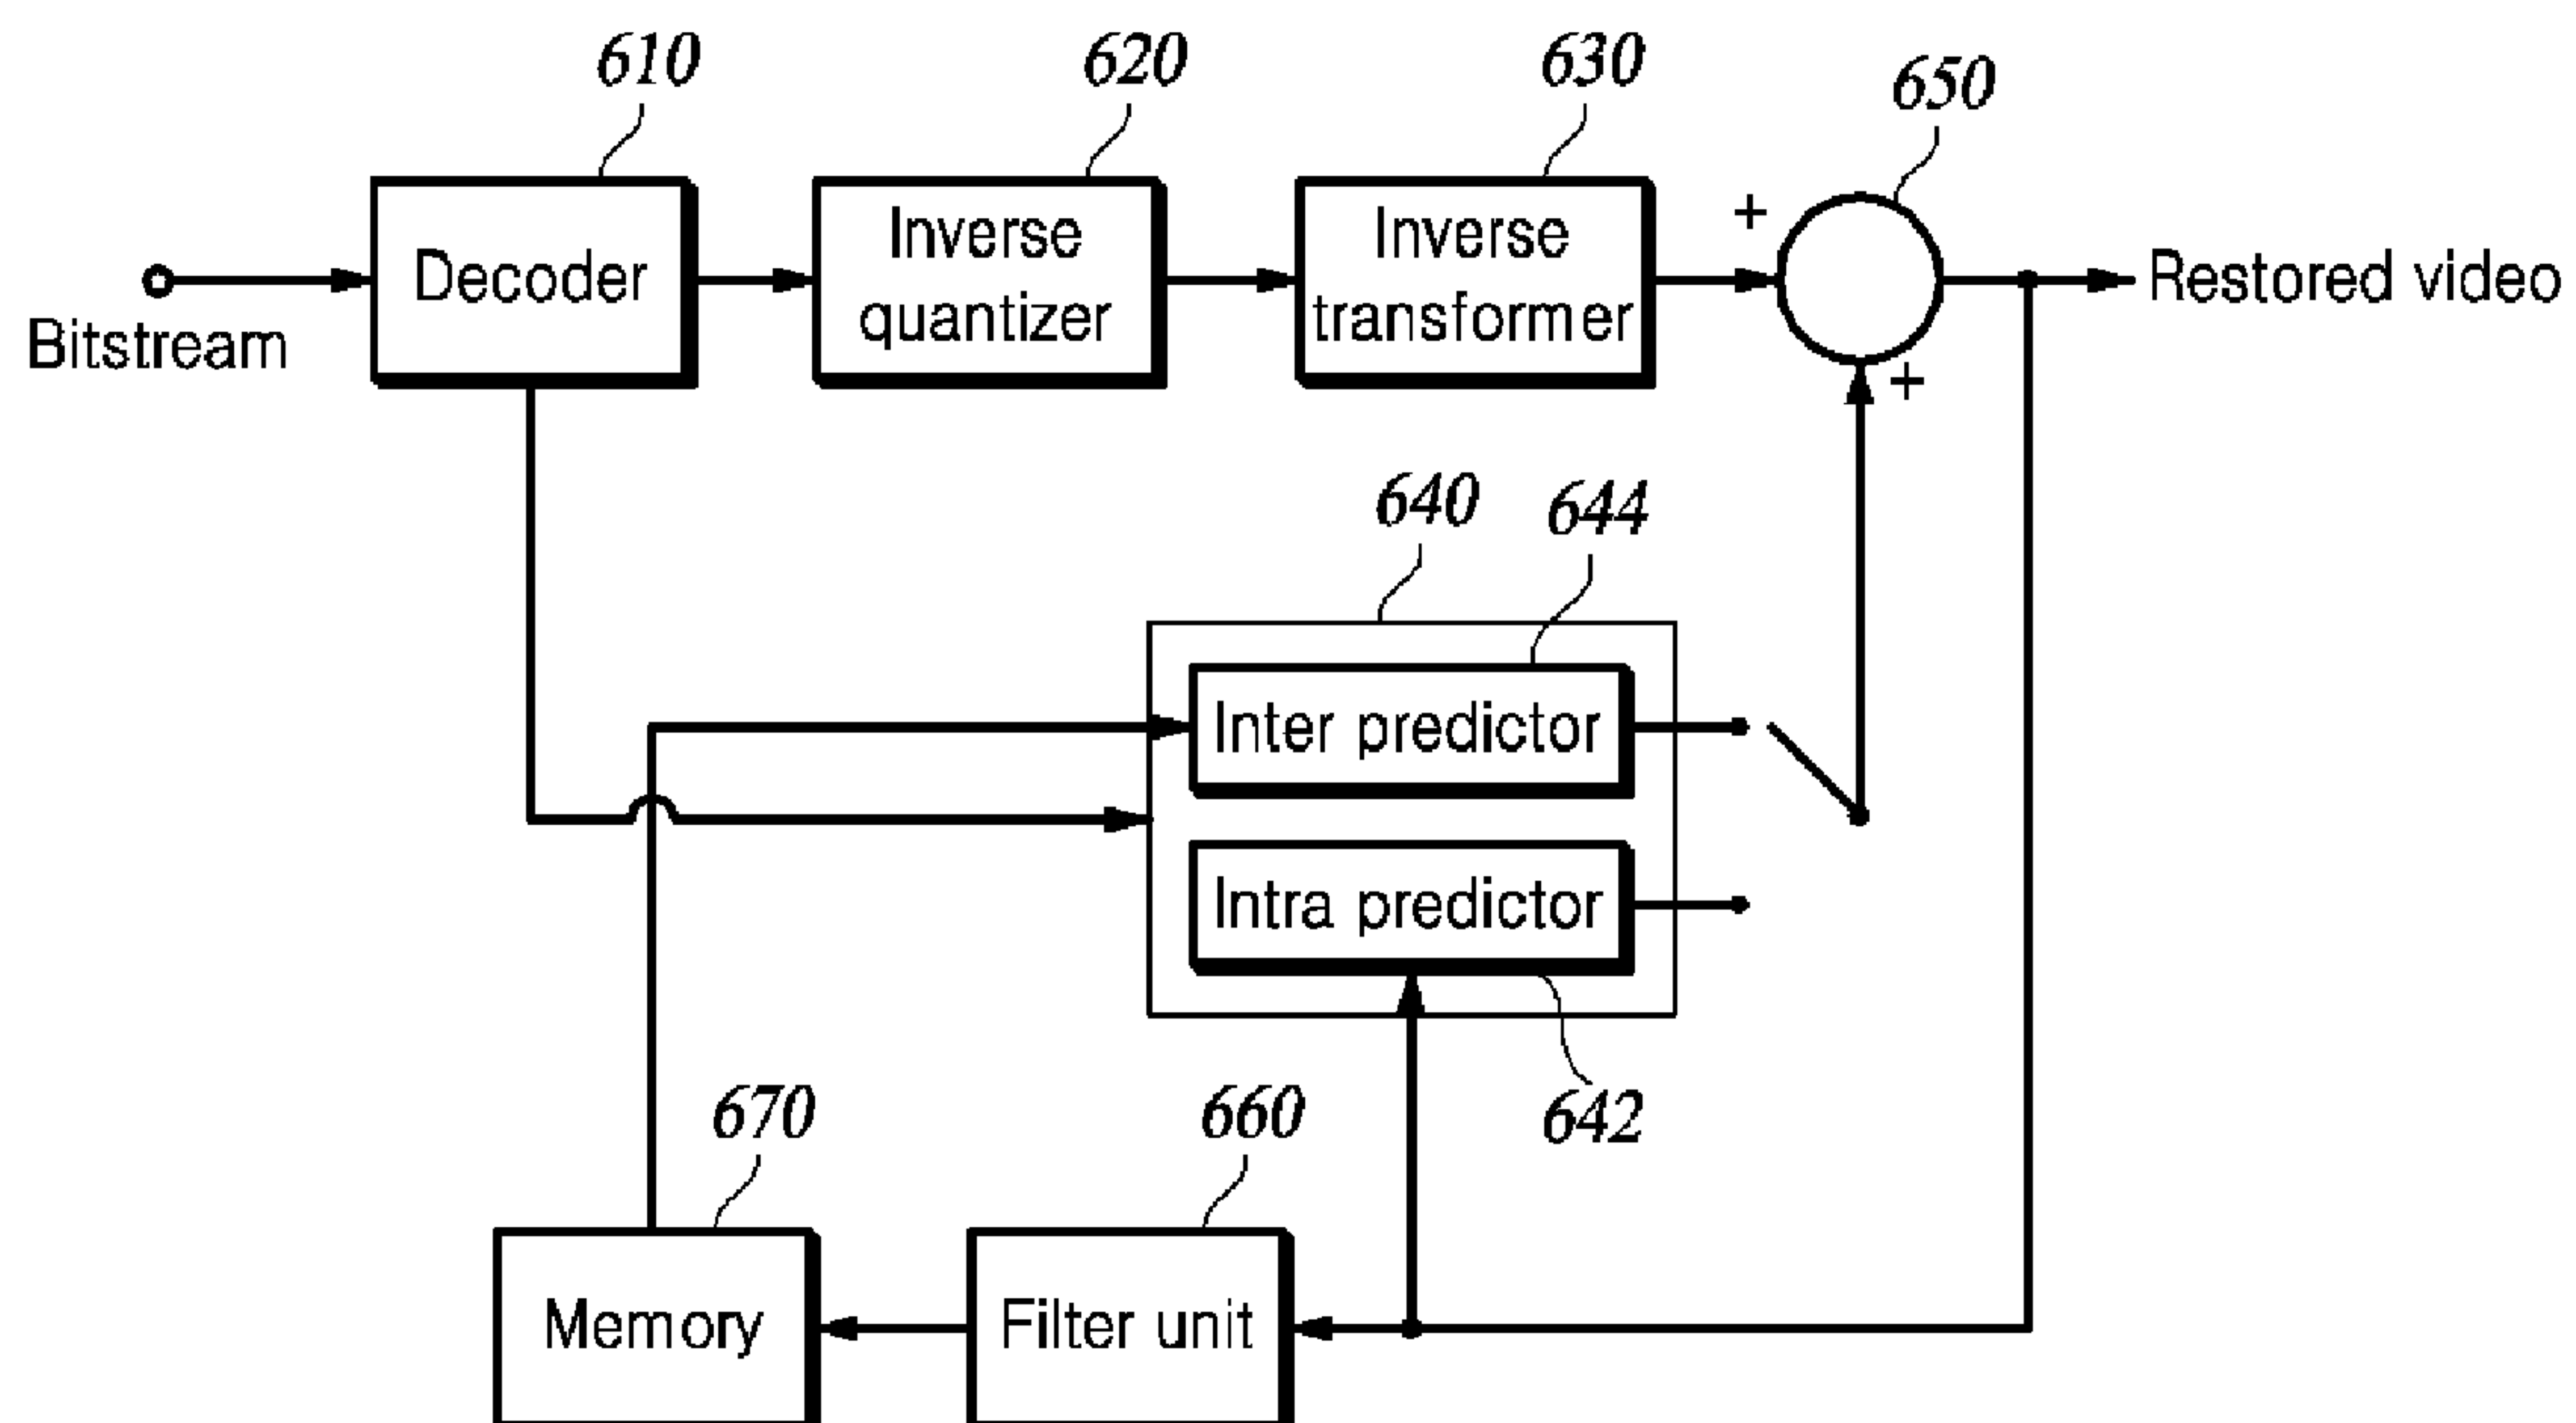 610
620
630
650
Decoder
Inverse
quantizer
Inverse
transformer
+
+
Restored video
Bitstream
640
644
Inter predictor
Intra predictor
642
670
660
Memory
Filter unit